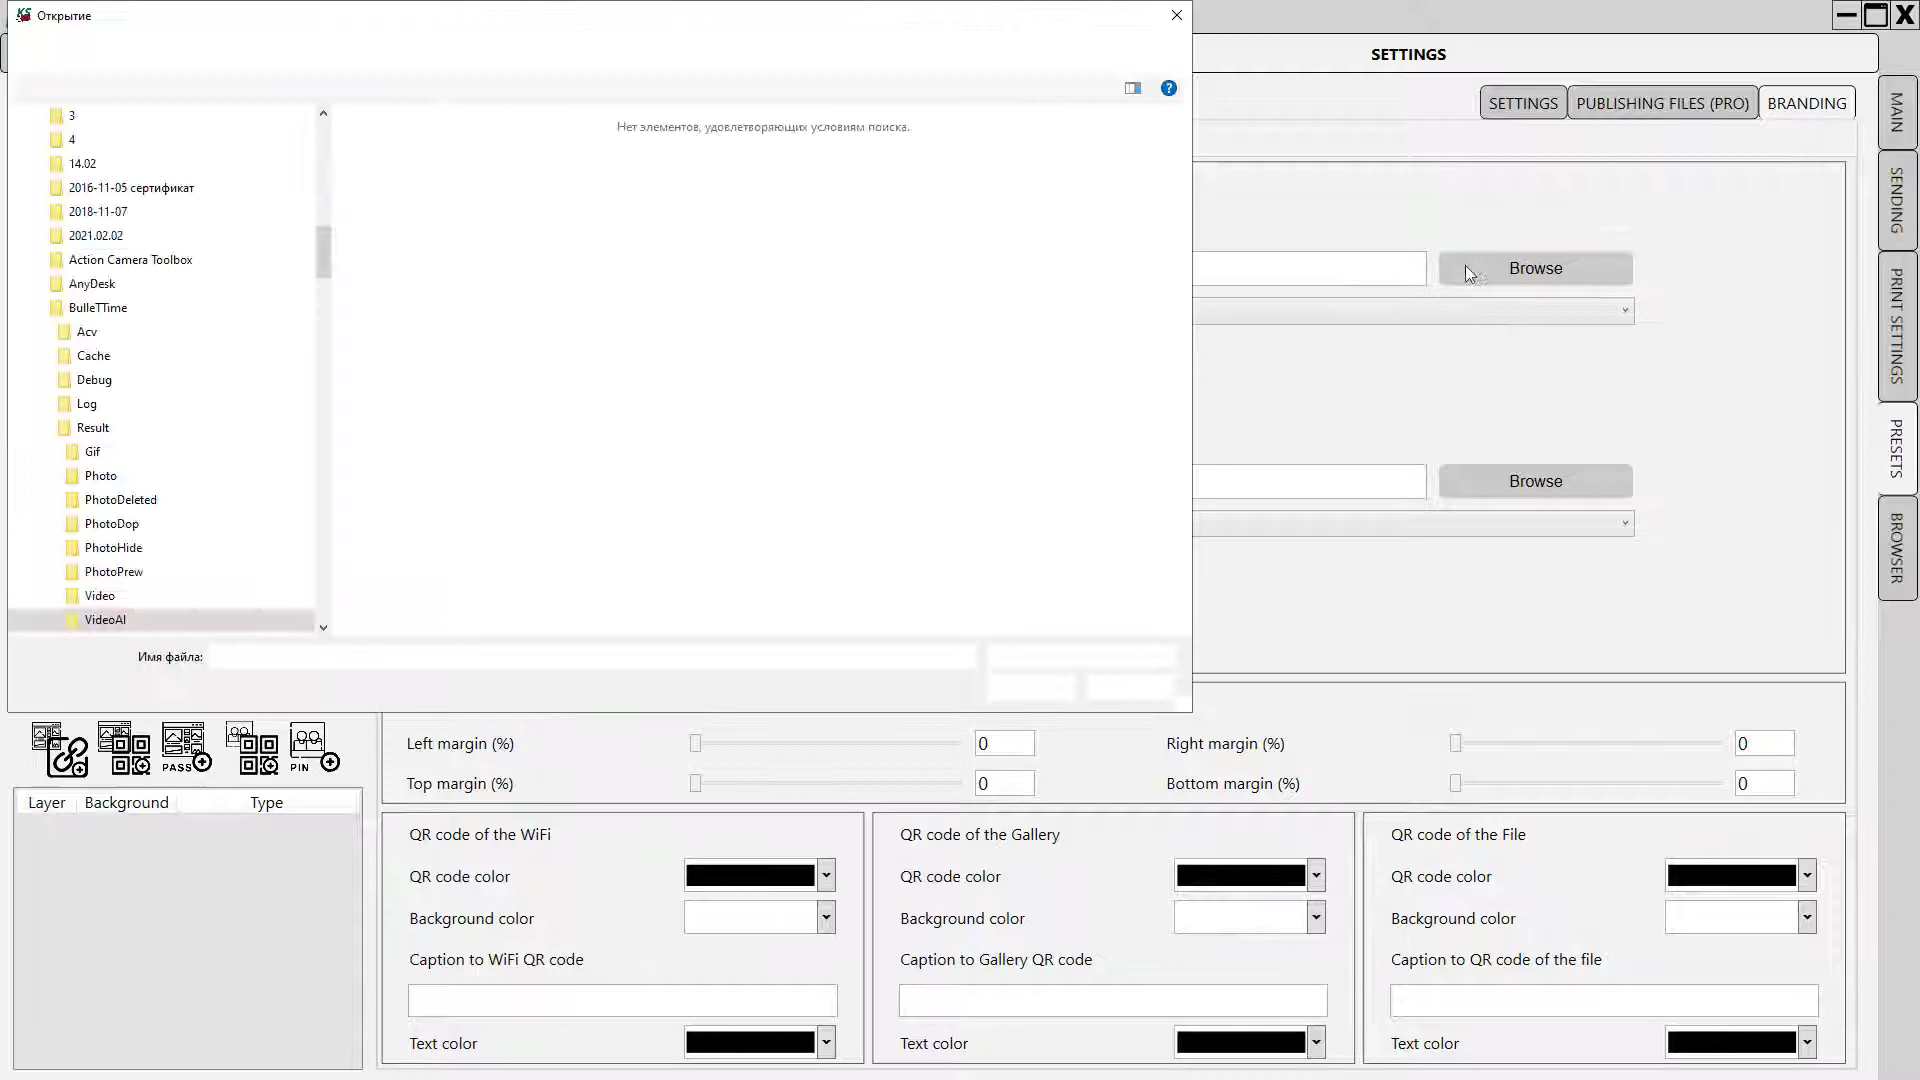 Открытие
SETTINGS
SETTINGS
PUBLISHING FILES (PRO)
BRANDING
MAIN
SENDING
PRINT SETTINGS
PRESETS
BROWSER
3
4
14.02
2016-11-05 сертификат
2018-11-07
2021.02.02
Action Camera Toolbox
AnyDesk
BulleTTime
Acv
Cache
Debug
Log
Result
Gif
Photo
PhotoDeleted
PhotoDop
PhotoHide
PhotoPrew
Video
VideoAI
Нет элементов, удовлетворяющих условиям поиска.
Имя файла:
Browse
Browse
PASS
PIN
Layer Background Type
Left margin (%) 0
Right margin (%) 0
Top margin (%) 0
Bottom margin (%) 0
QR code of the WiFi
QR code color
Background color
Caption to WiFi QR code
Text color
QR code of the Gallery
QR code color
Background color
Caption to Gallery QR code
Text color
QR code of the File
QR code color
Background color
Caption to QR code of the file
Text color